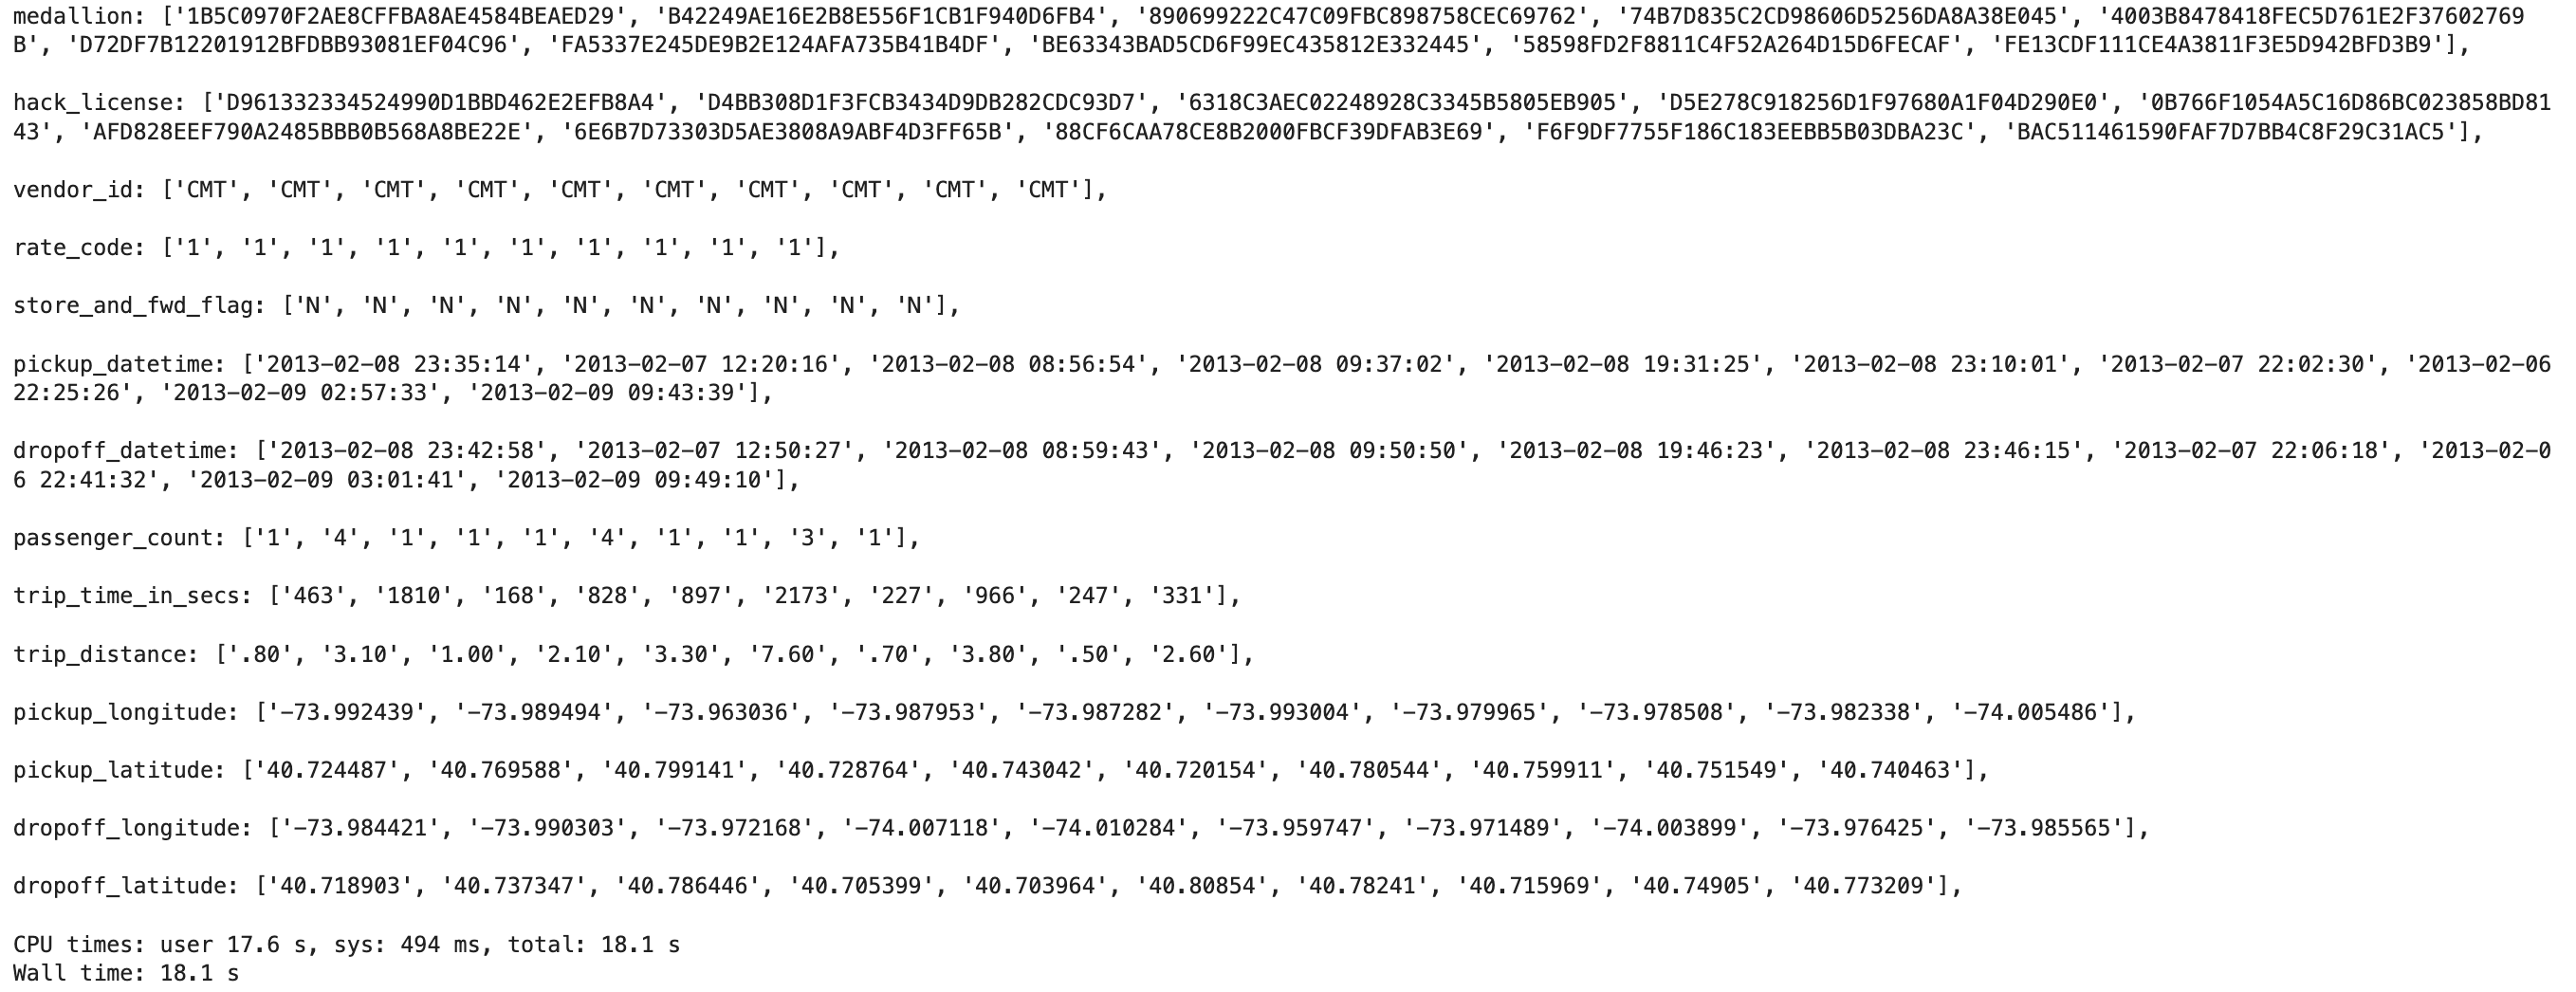 medallion: ['1B5C0970F2AE8CFFBA8AE4584BEAED29', 'B42249AE16E2B8E556F1CB1F940D6FB4', '890699222C47C09FBC898758CEC69762', '74B7D835C2CD98606D5256DA8A38E045', '4003B8478418FEC5D761E2F37602769
B', 'D72DF7B12201912BFDBB93081EF04C96', 'FA5337E245DE9B2E124AFA735B41B4DF', 'BE63343BAD5CD6F99EC435812E332445', '58598FD2F8811C4F52A264D15D6FECAF', 'FE13CDF111CE4A3811F3E5D942BFD3B9'],
hack_license: ['D961332334524990D1BBD462E2EFB8A4', 'D4BB308D1F3FCB3434D9DB282CDC93D7', '6318C3AEC02248928C3345B5805EB905', 'D5E278C918256D1F97680A1F04D290E0', '0B766F1054A5C16D86BC023858BD81
43', 'AFD828EEF790A2485BBB0B568A8BE22E', '6E6B7D73303D5AE3808A9ABF4D3FF65B', '88CF6CAA78CE8B2000FBCF39DFAB3E69', 'F6F9DF7755F186C183EEBB5B03DBA23C', 'BAC511461590FAF7D7BB4C8F29C31AC5'],
vendor_id: ['CMT', 'CMT', 'CMT', 'CMT', 'CMT', 'CMT', 'CMT', 'CMT', 'CMT', 'CMT'],
rate_code: ['1', '1', '1', '1', '1', '1', '1', '1', '1', '1'],
store_and_fwd_flag: ['N', 'N', 'N', 'N', 'N', 'N', 'N', 'N', 'N', 'N'],
pickup_datetime: ['2013-02-08 23:35:14', '2013-02-07 12:20:16', '2013-02-08 08:56:54', '2013-02-08 09:37:02', '2013-02-08 19:31:25', '2013-02-08 23:10:01', '2013-02-07 22:02:30', '2013-02-06
22:25:26', '2013-02-09 02:57:33', '2013-02-09 09:43:39'],
dropoff_datetime: ['2013-02-08 23:42:58', '2013-02-07 12:50:27', '2013-02-08 08:59:43', '2013-02-08 09:50:50', '2013-02-08 19:46:23', '2013-02-08 23:46:15', '2013-02-07 22:06:18', '2013-02-0
6 22:41:32', '2013-02-09 03:01:41', '2013-02-09 09:49:10'],
passenger_count: ['1', '4', '1', '1', '1', '4', '1', '1', '3', '1'],
trip_time_in_secs: ['463', '1810', '168', '828', '897', '2173', '227', '966', '247', '331'],
trip_distance: ['.80', '3.10', '1.00', '2.10', '3.30', '7.60', '.70', '3.80', '.50', '2.60'],
pickup_longitude: ['-73.992439', '-73.989494', '-73.963036', '-73.987953', '-73.987282', '-73.993004', '-73.979965', '-73.978508', '-73.982338', '-74.005486'],
pickup_latitude: ['40.724487', '40.769588', '40.799141', '40.728764', '40.743042', '40.720154', '40.780544', '40.759911', '40.751549', '40.740463'],
dropoff_longitude: ['-73.984421', '-73.990303', '-73.972168', '-74.007118', '-74.010284', '-73.959747', '-73.971489', '-74.003899', '-73.976425', '-73.985565'],
dropoff_latitude: ['40.718903', '40.737347', '40.786446', '40.705399', '40.703964', '40.80854', '40.78241', '40.715969', '40.74905', '40.773209'],
CPU times: user 17.6 s, sys: 494 ms, total: 18.1 s
Wall time: 18.1 s